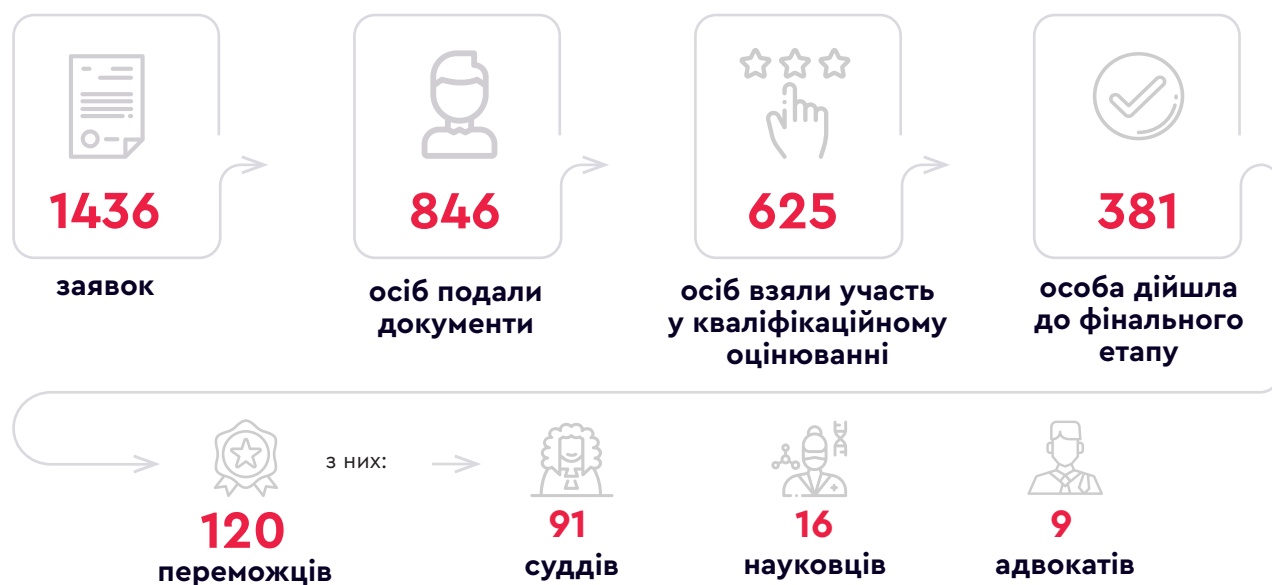 1436
заявок
846
осіб подали
документи
625
осіб взяли участь
у кваліфікаційному
оцінюванні
381
особа дійшла
до фінального
етапу
120
переможців
з них:
91
суддів
16
науковців
9
адвокатів